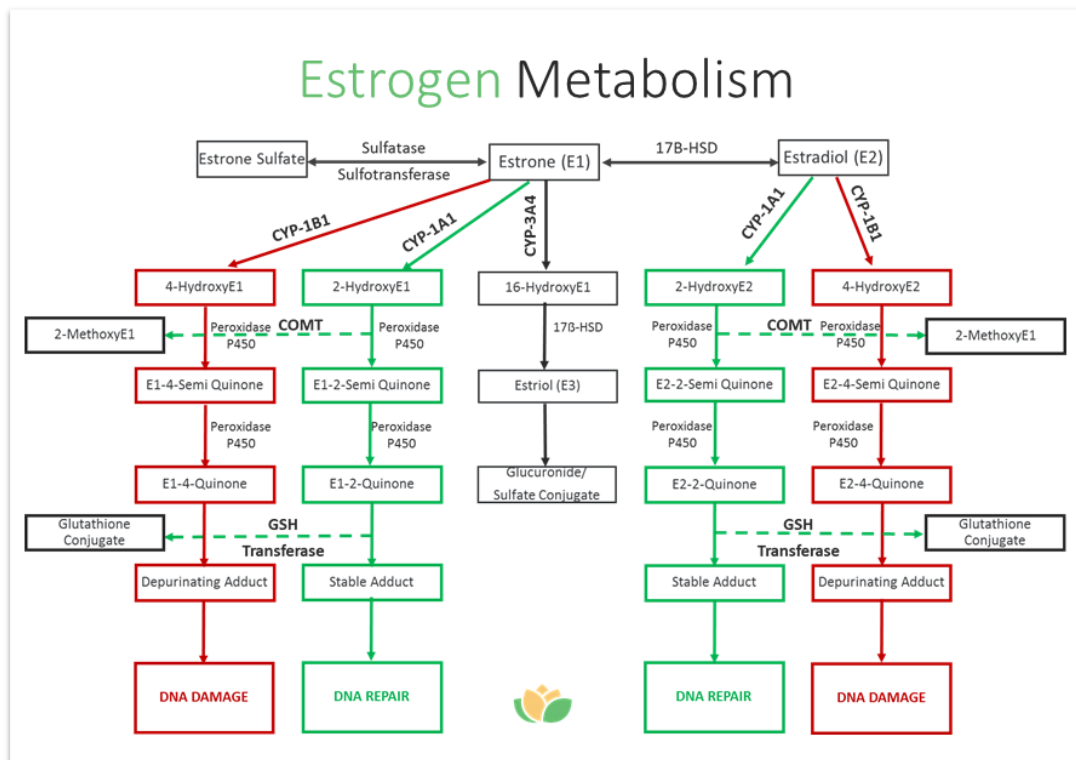 Estrogen Metabolism
Estrone Sulfate
Sulfatase
Sulfotransferase
Estrone (E1)
17B-HSD
Estradiol (E2)
CYP-1B1
CYP-1A1
CYP-3A4
CYP-1A1
CYP-1B1
4-HydroxyE1
2-HydroxyE1
16-HydroxyE1
2-HydroxyE2
4-HydroxyE2
2-MethoxyE1
Peroxidase
P450
COMT
Peroxidase
P450
17ß-HSD
Peroxidase
P450
COMT
Peroxidase
P450
2-MethoxyE1
E1-4-Semi Quinone
E1-2-Semi Quinone
Estriol (E3)
E2-2-Semi Quinone
E2-4-Semi Quinone
Peroxidase
P450
Peroxidase
P450
Peroxidase
P450
Peroxidase
P450
E1-4-Quinone
E1-2-Quinone
Glucuronide/
Sulfate Conjugate
E2-2-Quinone
E2-4-Quinone
Glutathione
Conjugate
GSH
Transferase
GSH
Transferase
Glutathione
Conjugate
Depurinating Adduct
Stable Adduct
Stable Adduct
Depurinating Adduct
DNA DAMAGE
DNA REPAIR
DNA REPAIR
DNA DAMAGE